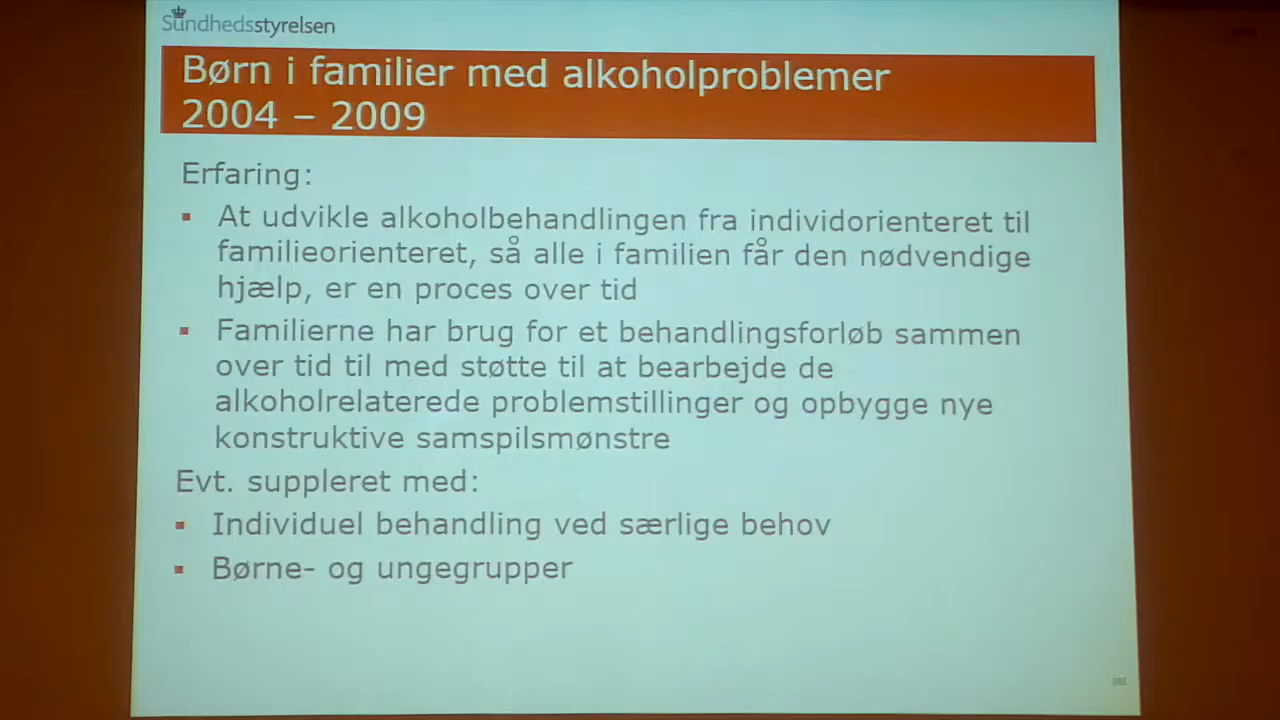 Sundhedsstyrelsen
Børn i familier med alkoholproblemer
2004 – 2009
Erfaring:
▪ At udvikle alkoholbehandlingen fra individorienteret til
familieorienteret, så alle i familien får den nødvendige
hjælp, er en proces over tid
▪ Familierne har brug for et behandlingsforløb sammen
over tid til med støtte til at bearbejde de
alkoholrelaterede problemstillinger og opbygge nye
konstruktive samspilsmønstre
Evt. suppleret med:
▪ Individuel behandling ved særlige behov
▪ Børne- og ungegrupper